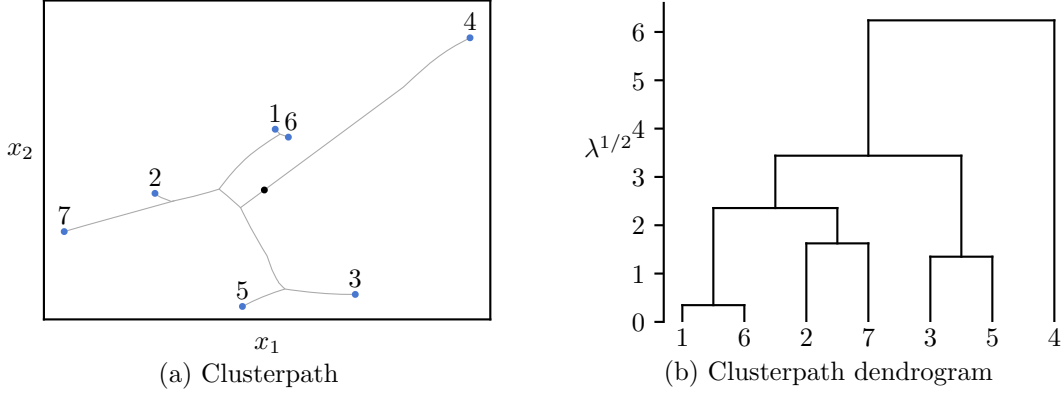 4
1 6
2
7
5
3
x₂
x₁
(a) Clusterpath
6
5
4
λ^{1/2}
3
2
1
0
1 6 2 7 3 5 4
(b) Clusterpath dendrogram